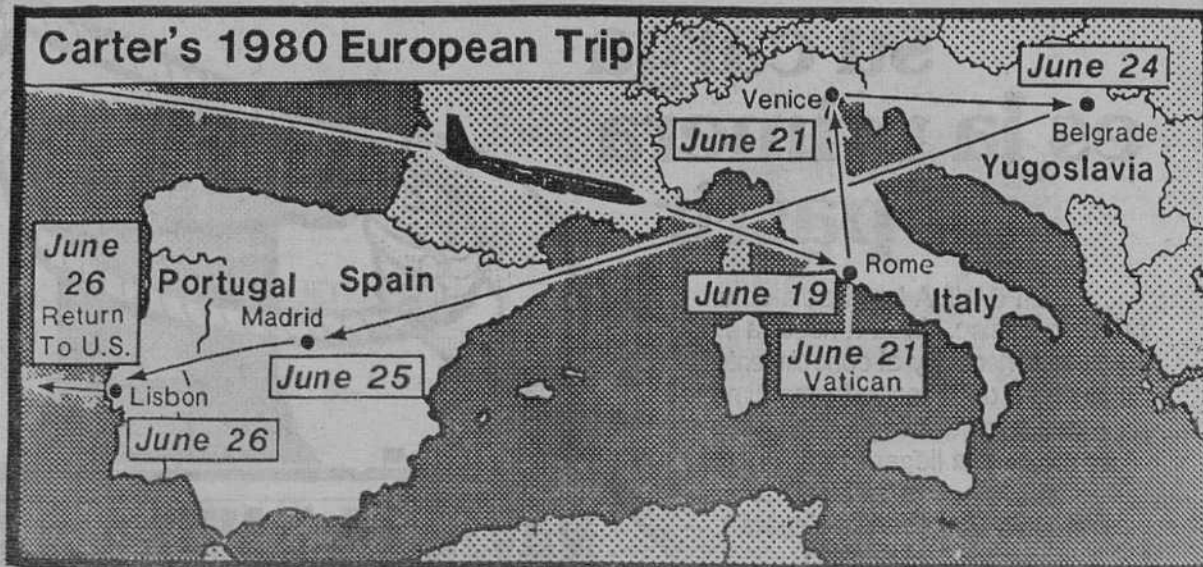 Carter's 1980 European Trip
June 24
Venice
Belgrade
June 21
Yugoslavia
June
26
Return
To U.S.
Portugal
Spain
Madrid
Rome
June 19
Italy
June 21
Vatican
June 25
Lisbon
June 26